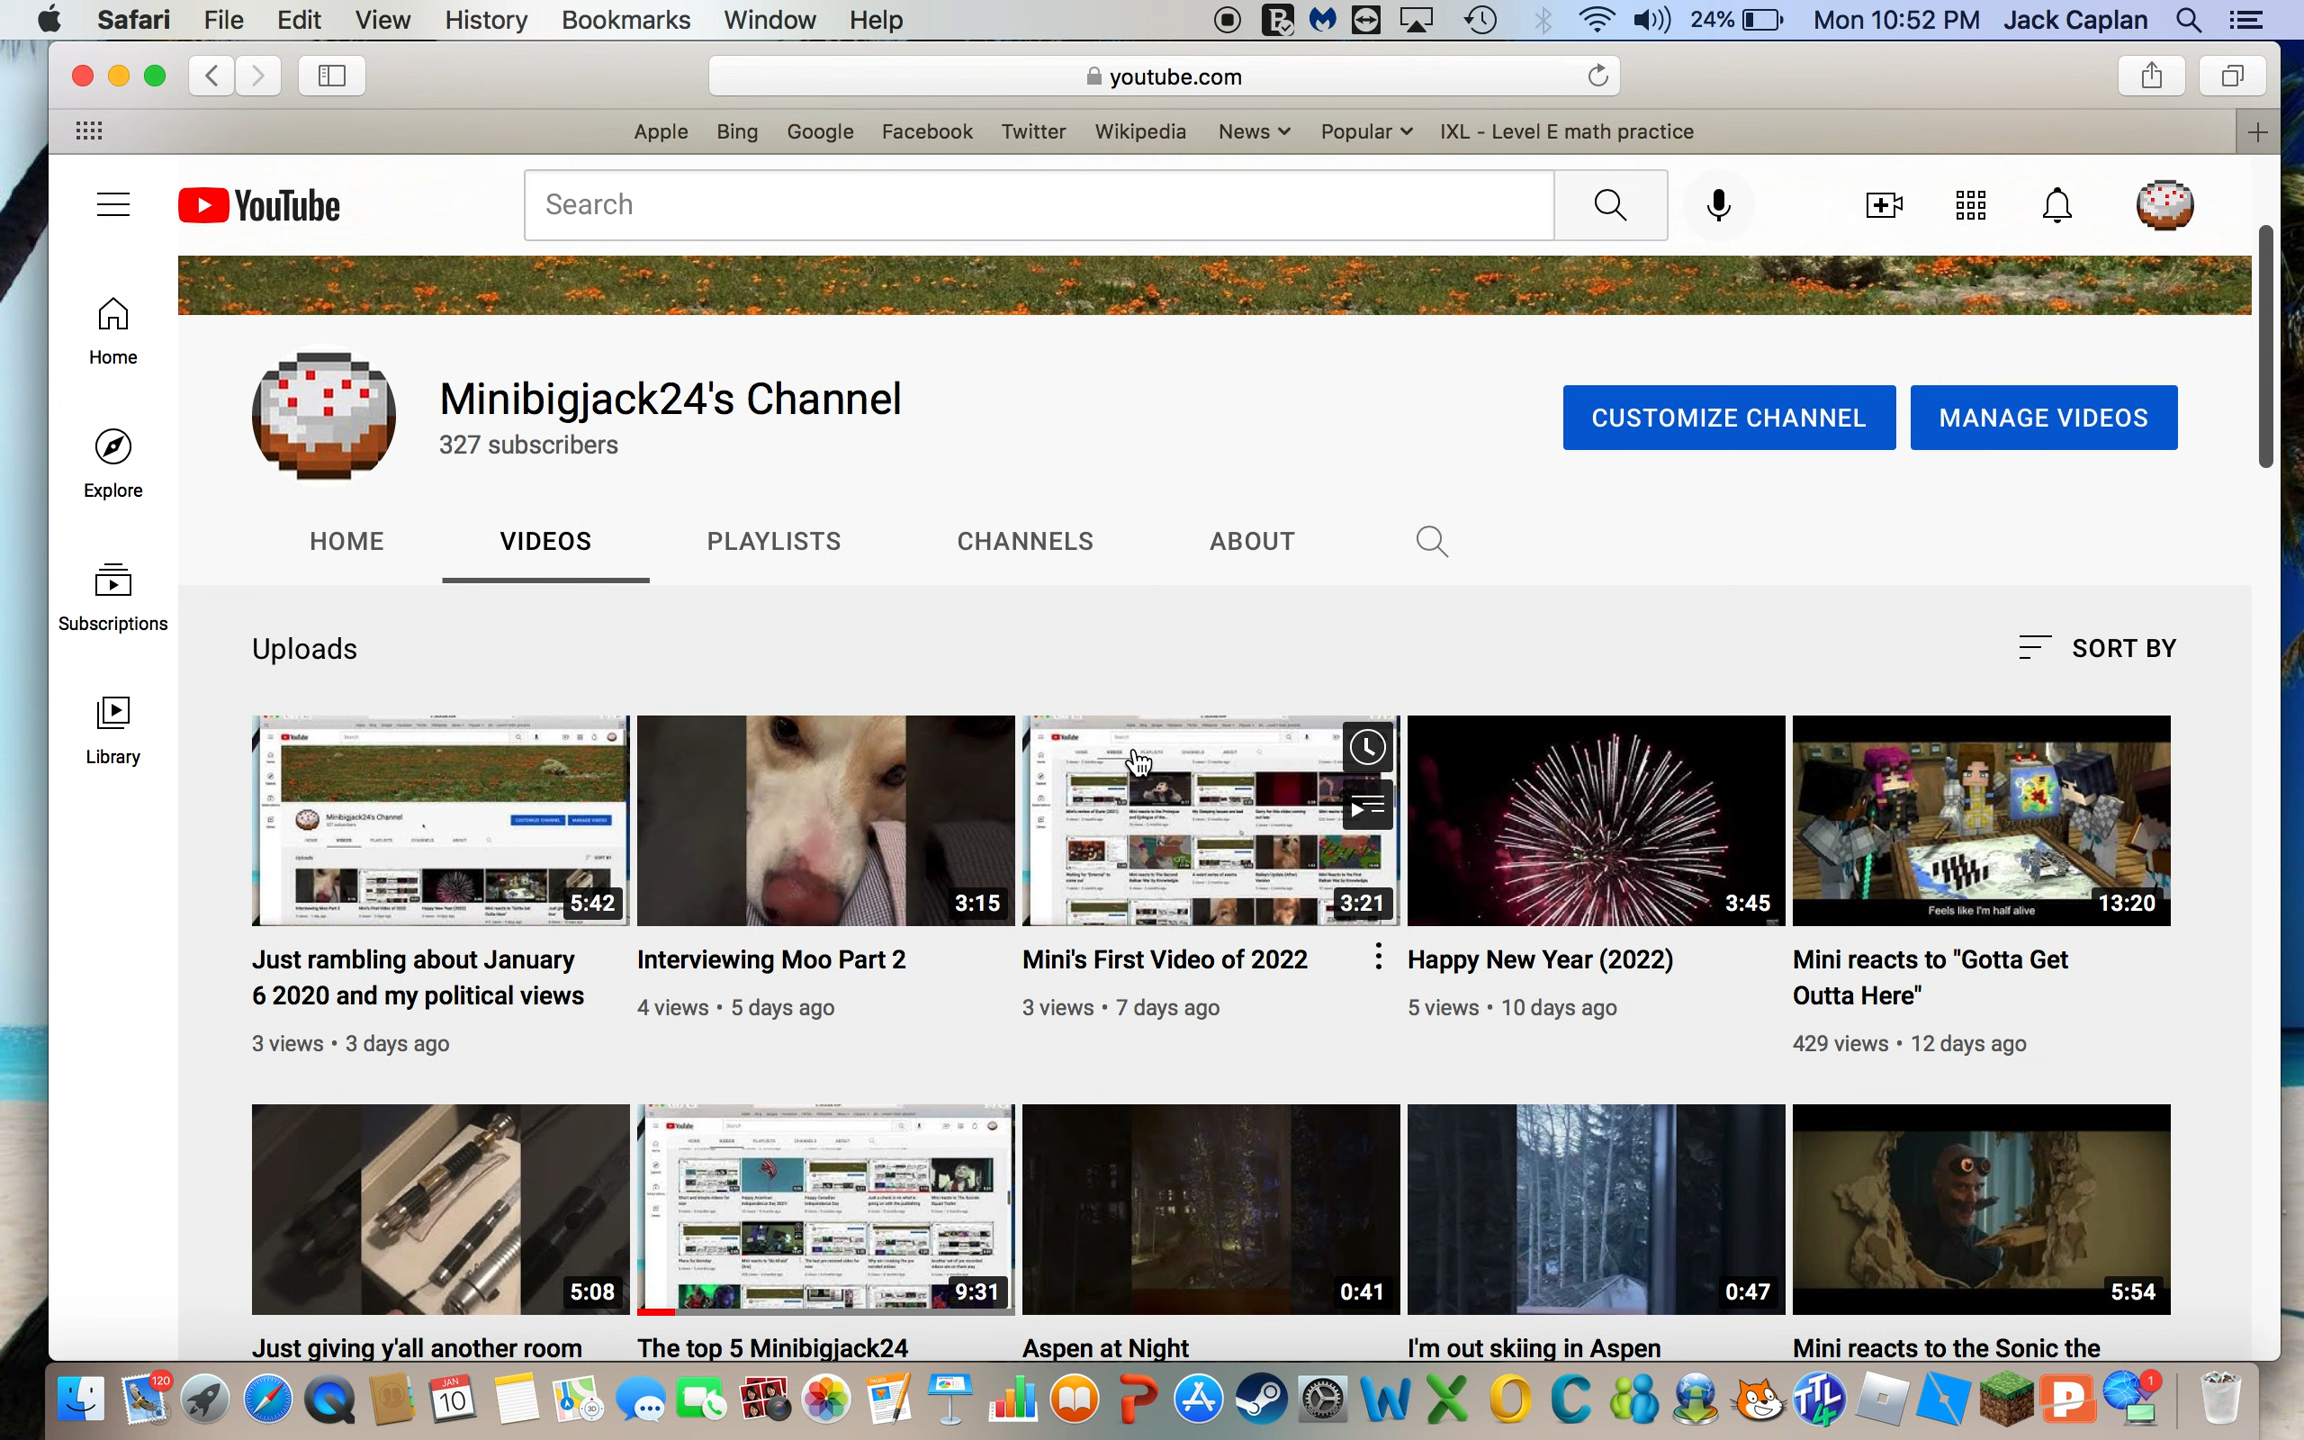 Safari File Edit View History Bookmarks Window Help 24% Mon 10:52 PM Jack Caplan
youtube.com
Apple Bing Google Facebook Twitter Wikipedia News Popular IXL - Level E math practice
YouTube Search
Home
Explore
Subscriptions
Library
Minibigjack24's Channel
327 subscribers
CUSTOMIZE CHANNEL MANAGE VIDEOS
HOME VIDEOS PLAYLISTS CHANNELS ABOUT
Uploads SORT BY
Minibigjack24's Channel
Feels like I'm half alive
5:42 3:15 3:21 3:45 13:20
Just rambling about January
6 2020 and my political views
3 views • 3 days ago
Interviewing Moo Part 2
4 views • 5 days ago
Mini's First Video of 2022
3 views • 7 days ago
Happy New Year (2022)
5 views • 10 days ago
Mini reacts to "Gotta Get
Outta Here"
429 views • 12 days ago
5:08 9:31 0:41 0:47 5:54
Just giving y'all another room
The top 5 Minibigjack24
Aspen at Night
I'm out skiing in Aspen
Mini reacts to the Sonic the
120
JAN
10
TTL
4
1